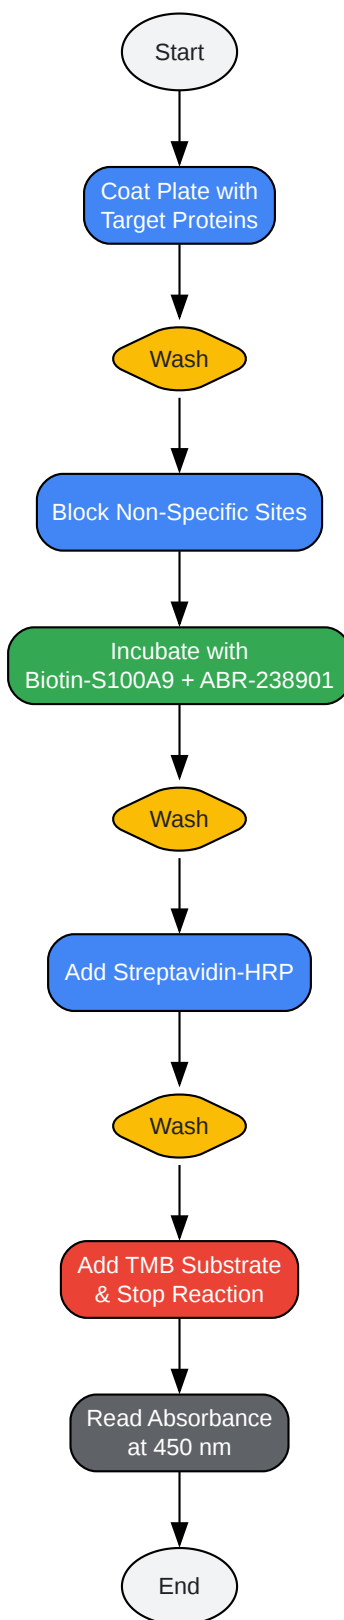 Start
Coat Plate with
Target Proteins
Wash
Block Non-Specific Sites
Incubate with
Biotin-S100A9 + ABR-238901
Wash
Add Streptavidin-HRP
Wash
Add TMB Substrate
& Stop Reaction
Read Absorbance
at 450 nm
End